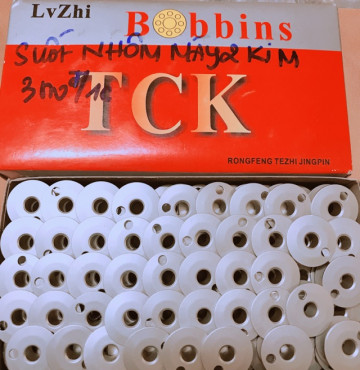 LvZhi Bobbins
SUỐT NHÔM MÁY 2 KIM
TCK
RONGFENG TEZHI JINGPIN